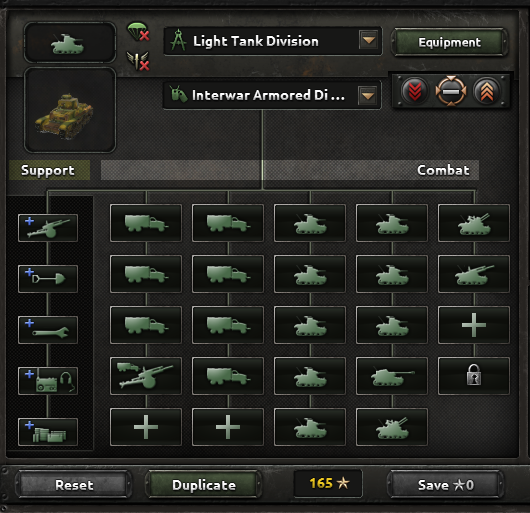 Light Tank Division
Equipment
Interwar Armored Di ...
Support
Combat
Reset
Duplicate
165
Save ★0